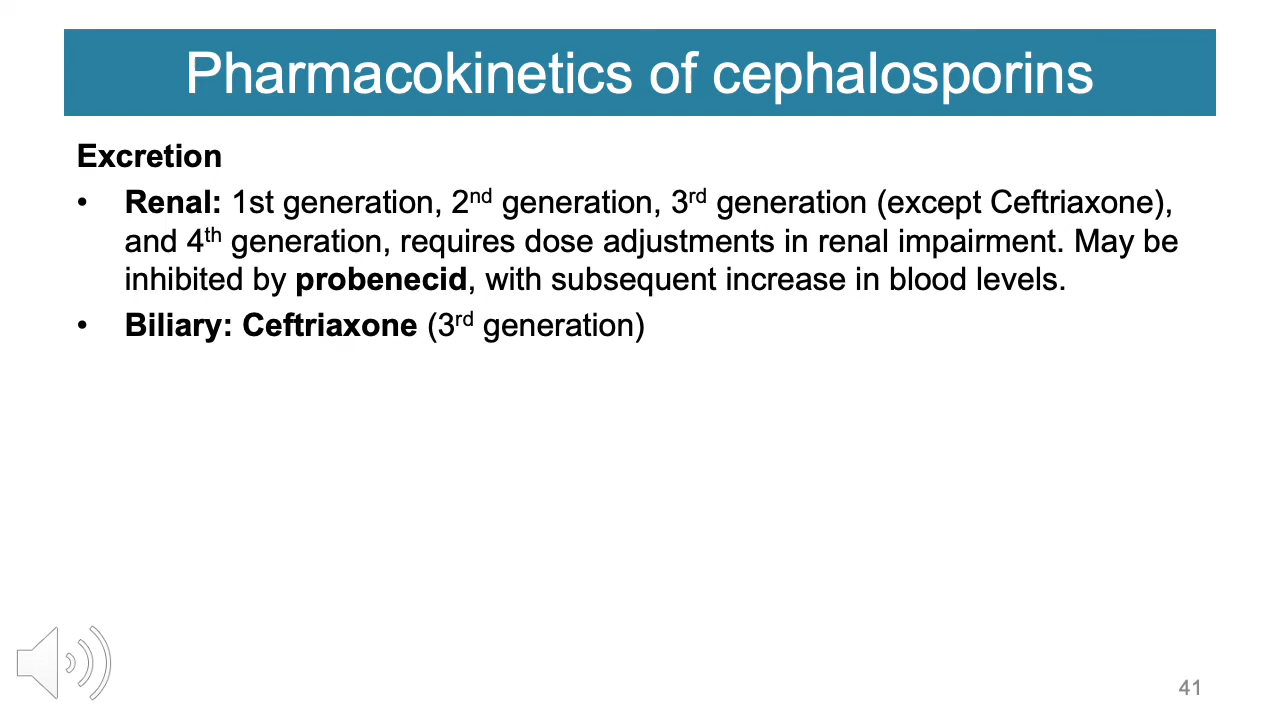 Pharmacokinetics of cephalosporins
Excretion
• Renal: 1st generation, 2nd generation, 3rd generation (except Ceftriaxone),
and 4th generation, requires dose adjustments in renal impairment. May be
inhibited by probenecid, with subsequent increase in blood levels.
• Biliary: Ceftriaxone (3rd generation)
41